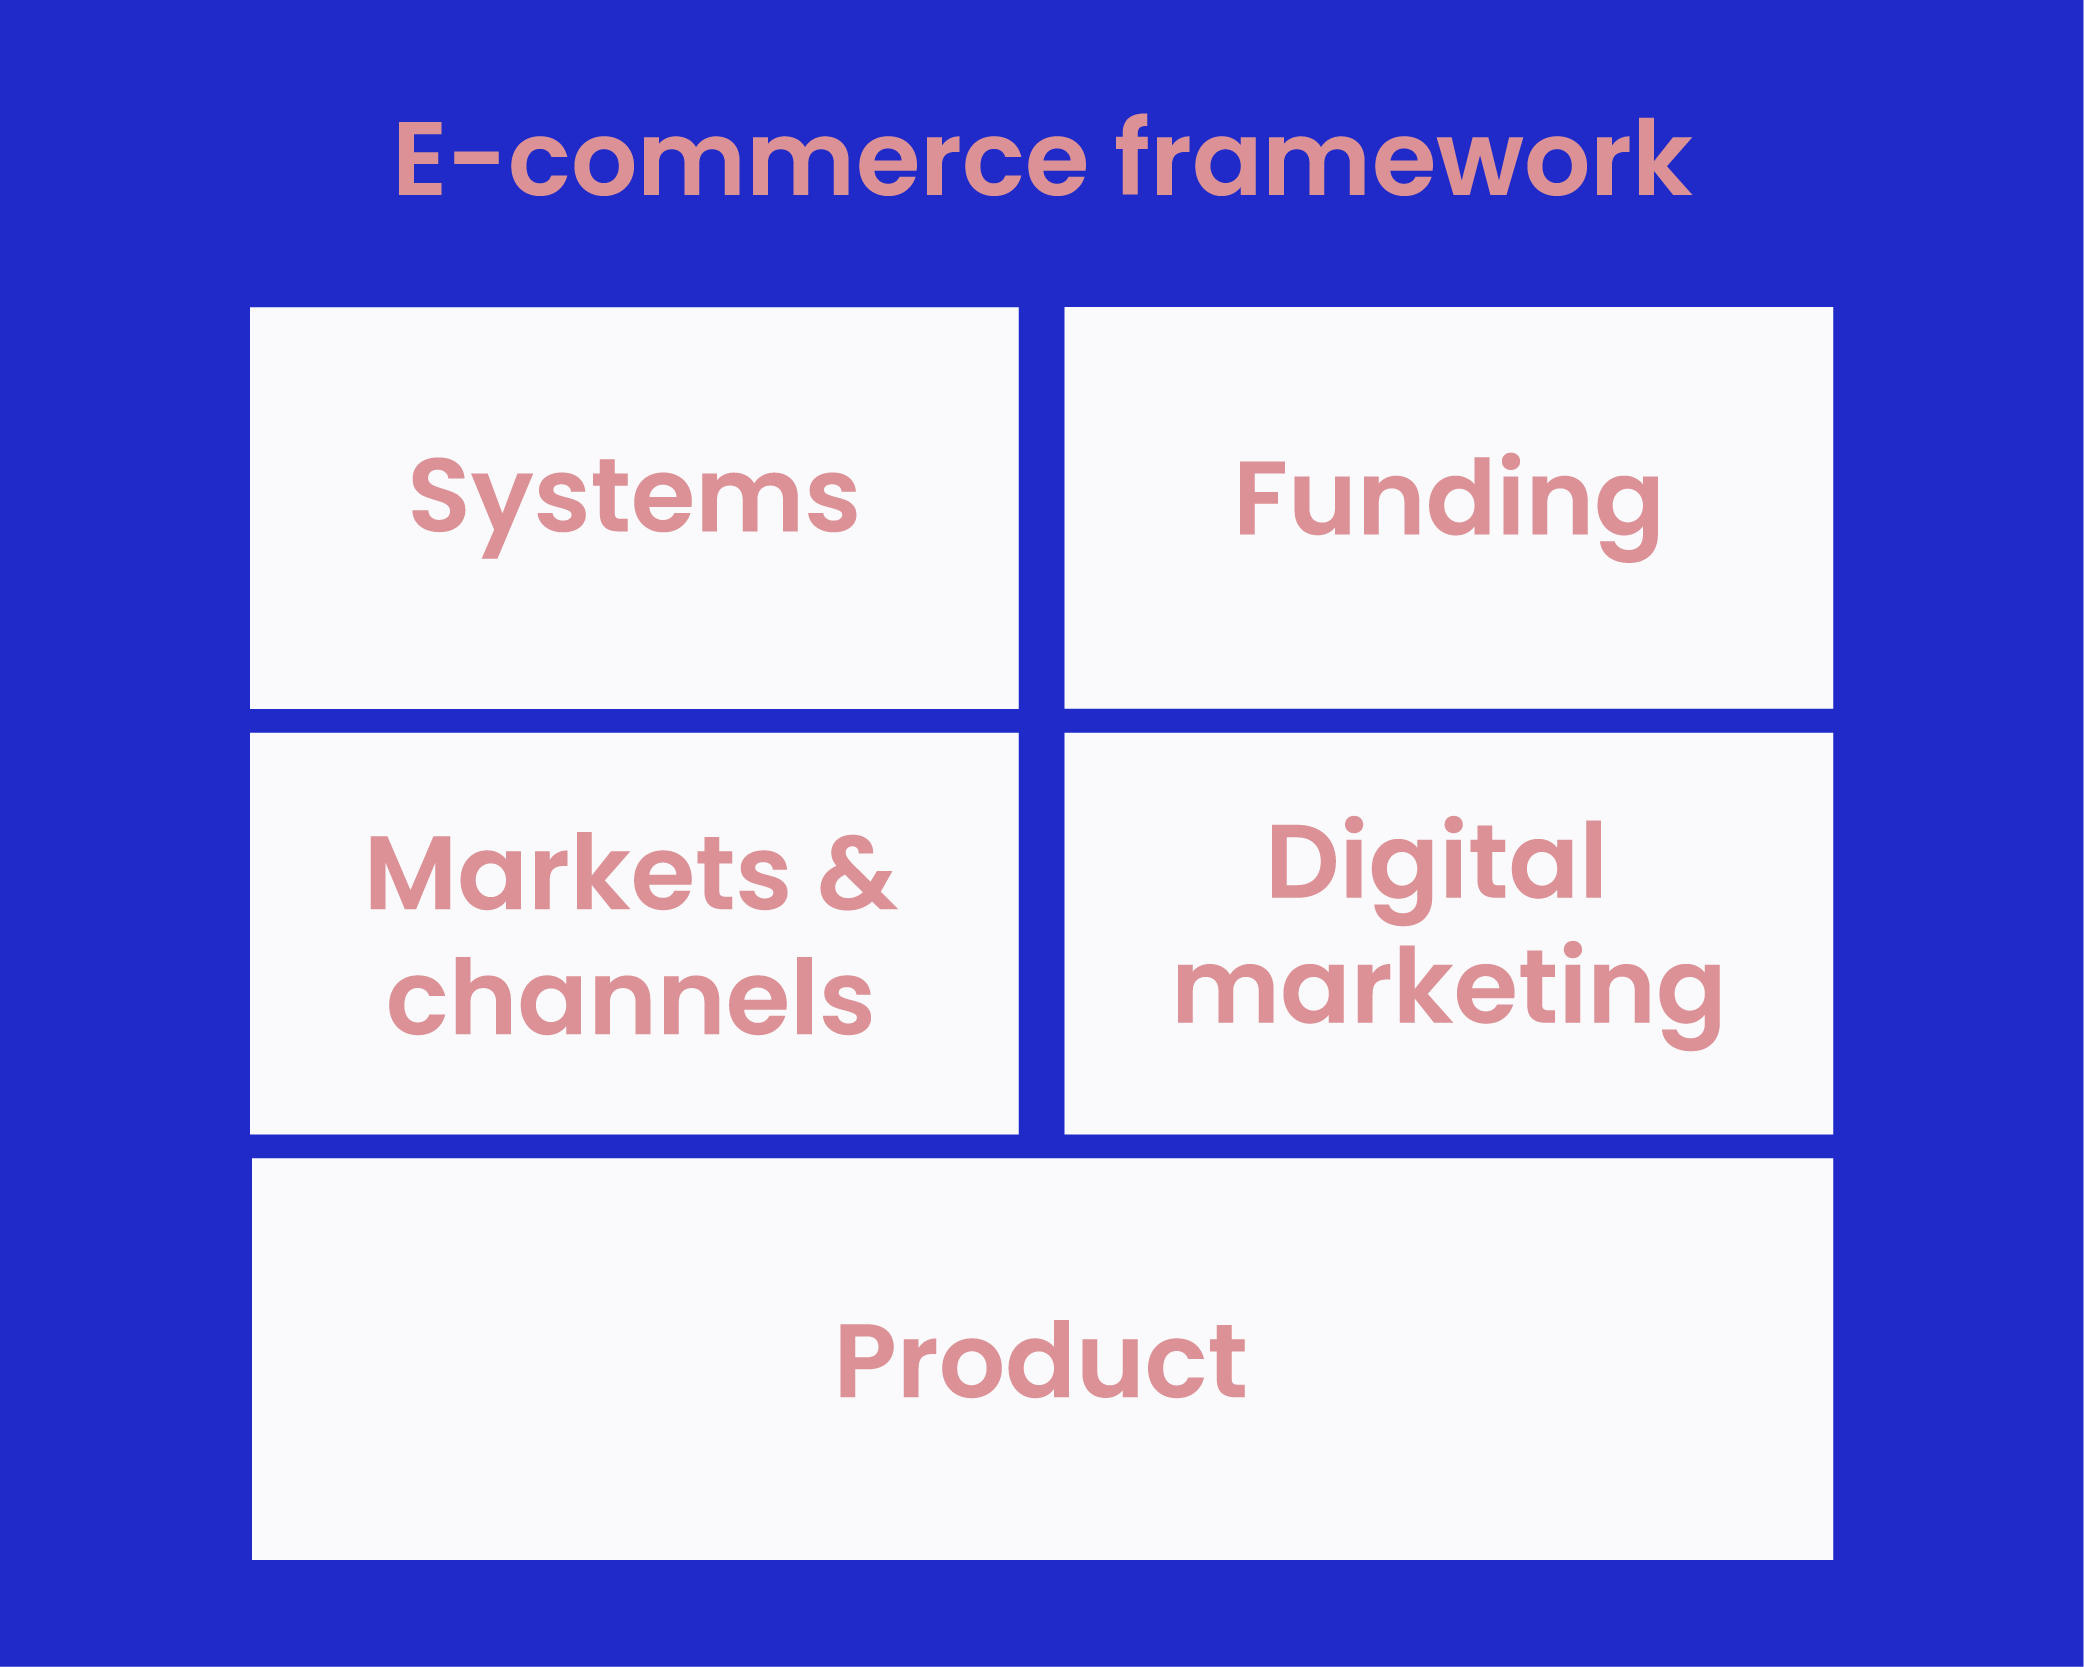 E-commerce framework
Systems
Funding
Markets &
channels
Digital
marketing
Product